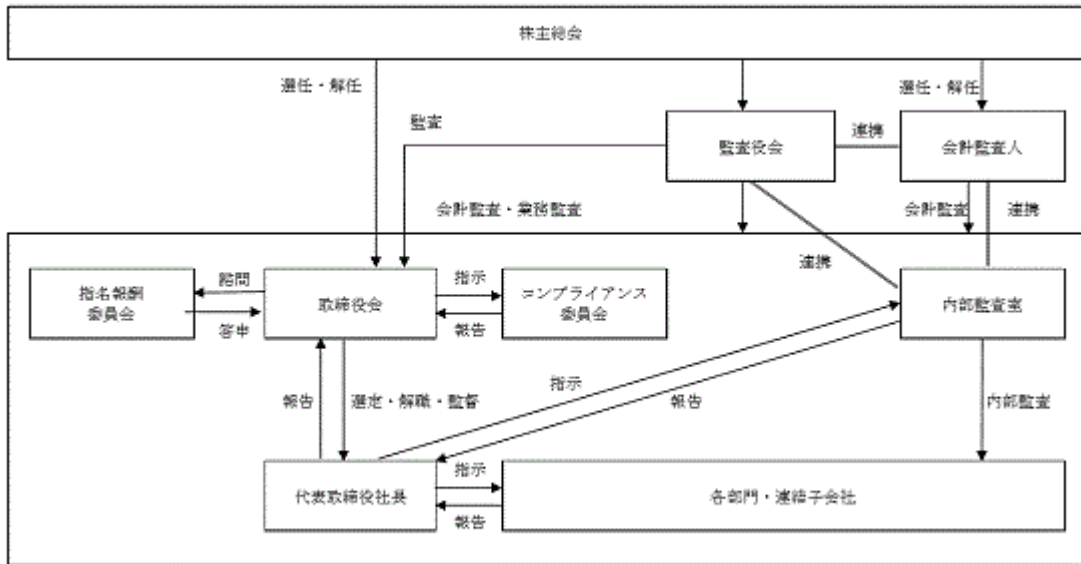 株主総会
選任・解任
選任・解任
監査
監査役会
連携
会計監査人
会計監査・業務監査
会計監査
連携
連携
指名報酬
委員会
諮問
答申
取締役会
指示
報告
コンプライアンス
委員会
内部監査室
報告
選定・解職・監督
指示
報告
内部監査
代表取締役社長
指示
報告
各部門・連結子会社